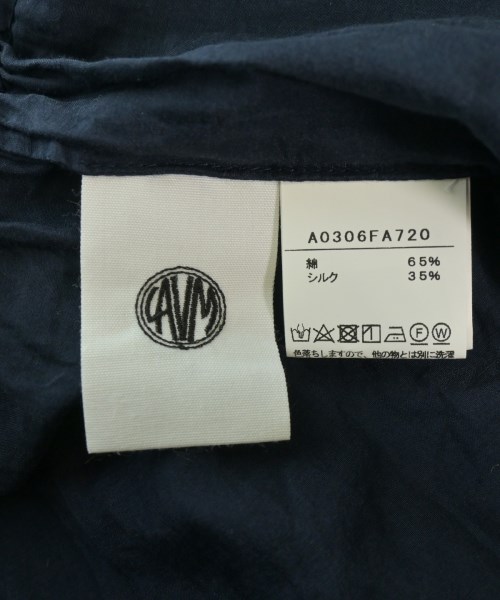 LAVM
A0306FA720
綿 65%
シルク 35%
F W
色落ちしますので、他の物とは別に洗濯